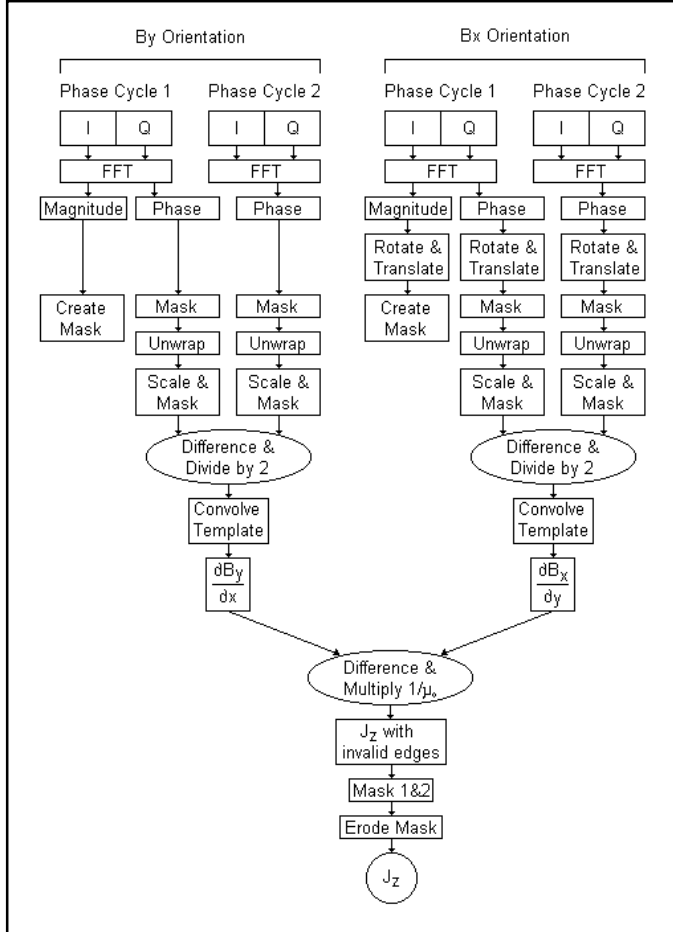 By Orientation Bx Orientation
Phase Cycle 1 Phase Cycle 2 Phase Cycle 1 Phase Cycle 2
I Q I Q I Q I Q
FFT FFT FFT FFT
Magnitude Phase Phase Magnitude Phase Phase
Rotate & Rotate & Rotate &
Translate Translate Translate
Create Mask Mask Create Mask Mask
Mask Mask
Unwrap Unwrap Unwrap Unwrap
Scale & Scale & Scale & Scale &
Mask Mask Mask Mask
Difference & Difference &
Divide by 2 Divide by 2
Convolve Convolve
Template Template
∂By ∂Bx
∂x ∂y
Difference &
Multiply 1/μ₀
Jz with
invalid edges
Mask 1&2
Erode Mask
Jz